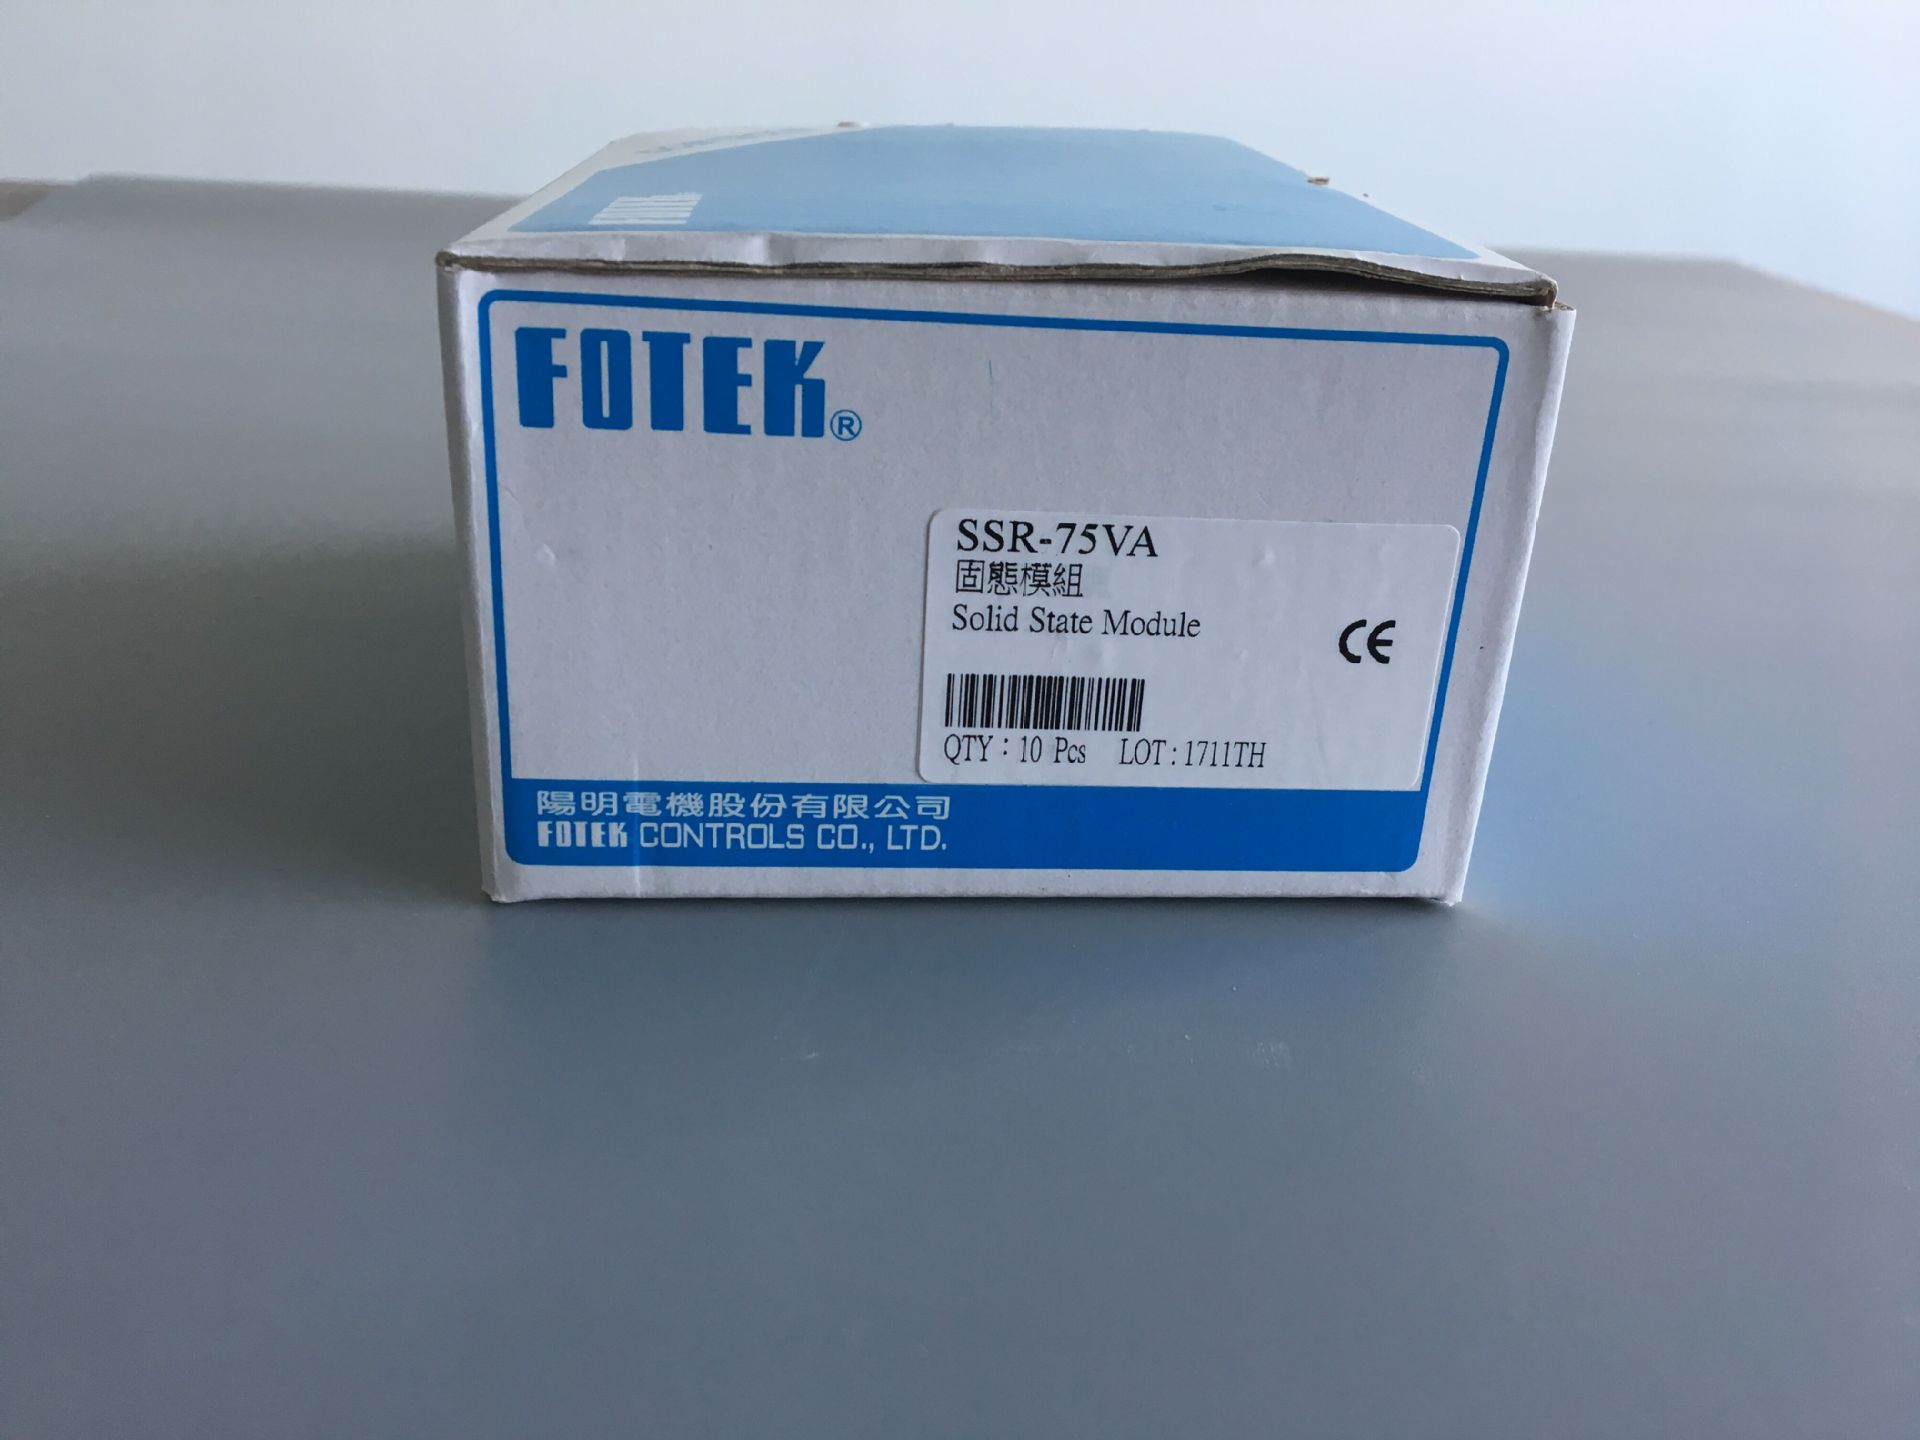 FOTEK
FOTEK®
SSR-75VA
固態模組
Solid State Module
CE
QTY : 10 Pcs LOT : 1711TH
陽明電機股份有限公司
FOTEK CONTROLS CO., LTD.